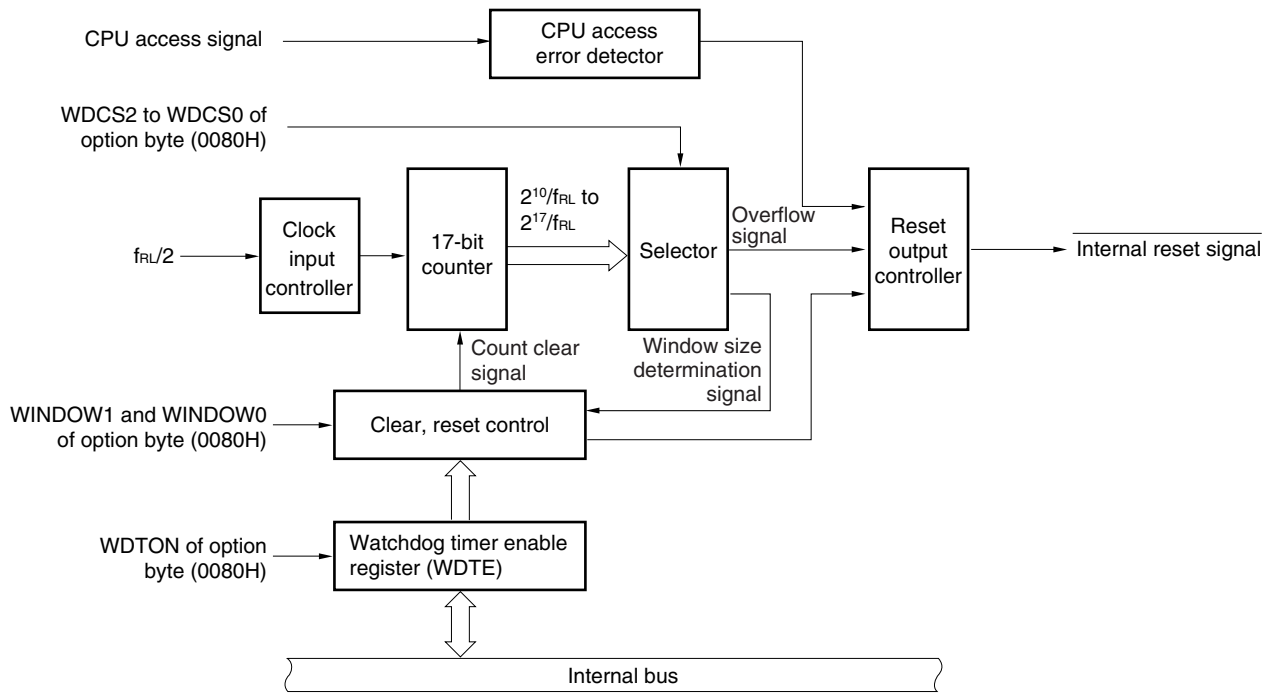 CPU access signal
CPU access
error detector
WDCS2 to WDCS0 of
option byte (0080H)
fRL/2
Clock
input
controller
17-bit
counter
2¹⁰/fRL to
2¹⁷/fRL
Selector
Overflow
signal
Reset
output
controller
Internal reset signal
Count clear
signal
Window size
determination
signal
WINDOW1 and WINDOW0
of option byte (0080H)
Clear, reset control
WDTON of option
byte (0080H)
Watchdog timer enable
register (WDTE)
Internal bus